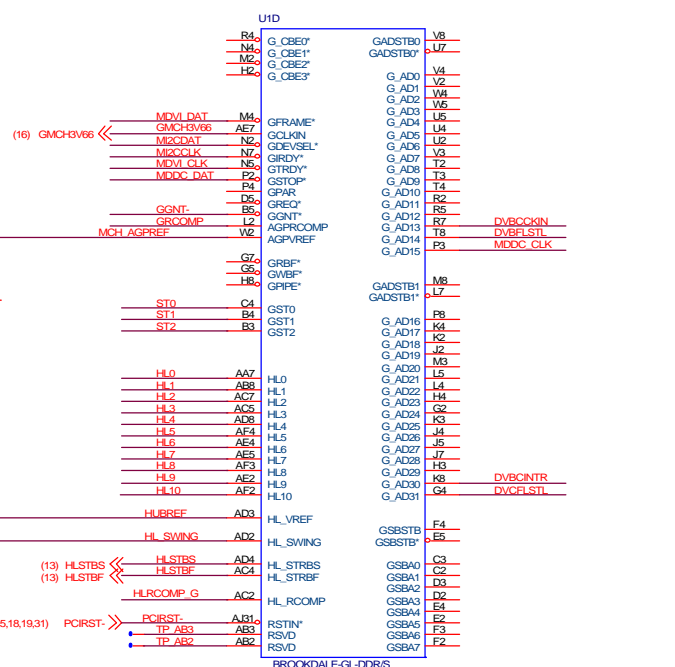 U1D
R4 G_CBE0* GADSTB0 V8
N4 G_CBE1* GADSTB0* U7
M2 G_CBE2*
H2 G_CBE3* G_AD0 V4
G_AD1 V2
G_AD2 W4
G_AD3 W5
MDVI_DAT M4 GFRAME* G_AD4 U5
(16) GMCH3V66 GMCH3V66 AE7 GCLKIN G_AD5 U4
MI2CDAT N2 GDEVSEL* G_AD6 U2
MI2CCLK N7 GIRDY* G_AD7 V3
MDVI_CLK N5 GTRDY* G_AD8 T2
MDDC_DAT P2 GSTOP* G_AD9 T3
P4 GPAR G_AD10 T4
D5 GREQ* G_AD11 R2
GGNT- B5 GGNT* G_AD12 R5
GRCOMP L2 AGPRCOMP G_AD13 R7 DVBCCKIN
MCH_AGPREF W2 AGPVREF G_AD14 T8 DVBFLSTL
G_AD15 P3 MDDC_CLK
G7 GRBF*
G5 GWBF*
H8 GPIPE* GADSTB1 M8
GADSTB1* L7
ST0 C4 GST0
ST1 B4 GST1 G_AD16 P8
ST2 B3 GST2 G_AD17 K4
G_AD18 K2
G_AD19 J2
G_AD20 M3
HL0 AA7 HL0 G_AD21 L5
HL1 AB8 HL1 G_AD22 L4
HL2 AC7 HL2 G_AD23 H4
HL3 AC5 HL3 G_AD24 G2
HL4 AD8 HL4 G_AD25 K3
HL5 AF4 HL5 G_AD26 J4
HL6 AE4 HL6 G_AD27 J5
HL7 AE5 HL7 G_AD28 J7
HL8 AF3 HL8 G_AD29 H3
HL9 AE2 HL9 G_AD30 K8 DVBCINTR
HL10 AF2 HL10 G_AD31 G4 DVCFLSTL
HUBREF AD3 HL_VREF
GSBSTB F4
HL_SWING AD2 HL_SWING GSBSTB* E5
(13) HLSTBS HLSTBS AD4 HL_STRBS GSBA0 C3
(13) HLSTBF HLSTBF AC4 HL_STRBF GSBA1 C2
GSBA2 D3
HLRCOMP_G AC2 HL_RCOMP GSBA3 D2
GSBA4 E4
5,18,19,31) PCIRST- PCIRST- AJ31 RSTIN* GSBA5 E2
TP_AB3 AB3 RSVD GSBA6 F3
TP_AB2 AB2 RSVD GSBA7 F2
BROOKDALE-GL-DDR/S